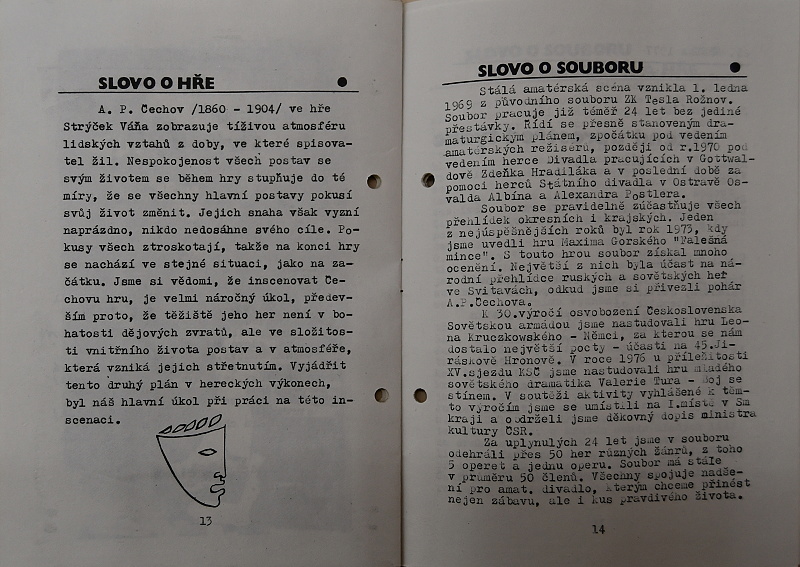 SLOVO O HŘE
A. P. Čechov /1860 - 1904/ ve hře
Strýček Váňa zobrazuje tíživou atmosféru
lidských vztahů z doby, ve které spisova-
tel žil. Nespokojenost všech postav se
svým životem se během hry stupňuje do té
míry, že se všechny hlavní postavy pokusí
svůj život změnit. Jejich snaha však vyzní
naprázdno, nikdo nedosáhne svého cíle. Po-
kusy všech ztroskotají, takže na konci hry
se nachází ve stejné situaci, jako na za-
čátku. Jsme si vědomi, že inscenovat Če-
chovu hru, je velmi náročný úkol, předev-
ším proto, že těžiště jeho her není v bo-
hatosti dějových zvratů, ale ve složitos-
ti vnitřního života postav a v atmosféře,
která vzniká jejich střetnutím. Vyjádřit
tento druhý plán v hereckých výkonech,
byl náš hlavní úkol při práci na této in-
scenaci.
13
SLOVO O SOUBORU
Stálá amatérská scéna vznikla 1. ledna
1969 z původního souboru ZK Tesla Rožnov.
Soubor pracuje již téměř 24 let bez jediné
přestávky. Řídí se přesně stanoveným dra-
maturgickým plánem, zpočátku pod vedením
amatérských režisérů, později od r.1970 pod
vedením herce Divadla pracujících v Gottwal-
dově Zdeňka Hradiláka a v poslední době za
pomoci herců Státního divadla v Ostravě Os-
valda Albína a Alexandra Postlera.
Soubor se pravidelně zúčastňuje všech
přehlídek okresních i krajských. Jeden
z nejúspěšnějších roků byl rok 1973, kdy
jsme uvedli hru Maxima Gorského "Falešná
mince". S touto hrou soubor získal mnoho
ocenění. Největší z nich byla účast na ná-
rodní přehlídce ruských a sovětských her
ve Svitavách, odkud jsme si přivezli pohár
A.P.Čechova.
K 30.výročí osvobození Československa
Sovětskou armádou jsme nastudovali hru Leo-
na Kruczkowského - Němci, za kterou se nám
dostalo největší pocty - účasti na 45.Ji-
ráskově Hronově. V roce 1976 u příležitosti
XV.sjezdu KSČ jsme nastudovali hru mladého
sovětského dramatika Valerie Tura - Boj se
stínem. V soutěži aktivity vyhlášené k těm-
to výročím jsme se umístili na I.místě v Sm
kraji a obdrželi jsme děkovný dopis ministra
kultury ČSR.
Za uplynulých 24 let jsme v souboru
odehráli přes 50 her různých žánrů, z toho
5 operet a jednu operu. Soubor má stále
v průměru 50 členů. Všechny spojuje nadše-
ní pro amat. divadlo, kterým chceme přinést
nejen zábavu, ale i kus pravdivého života.
14